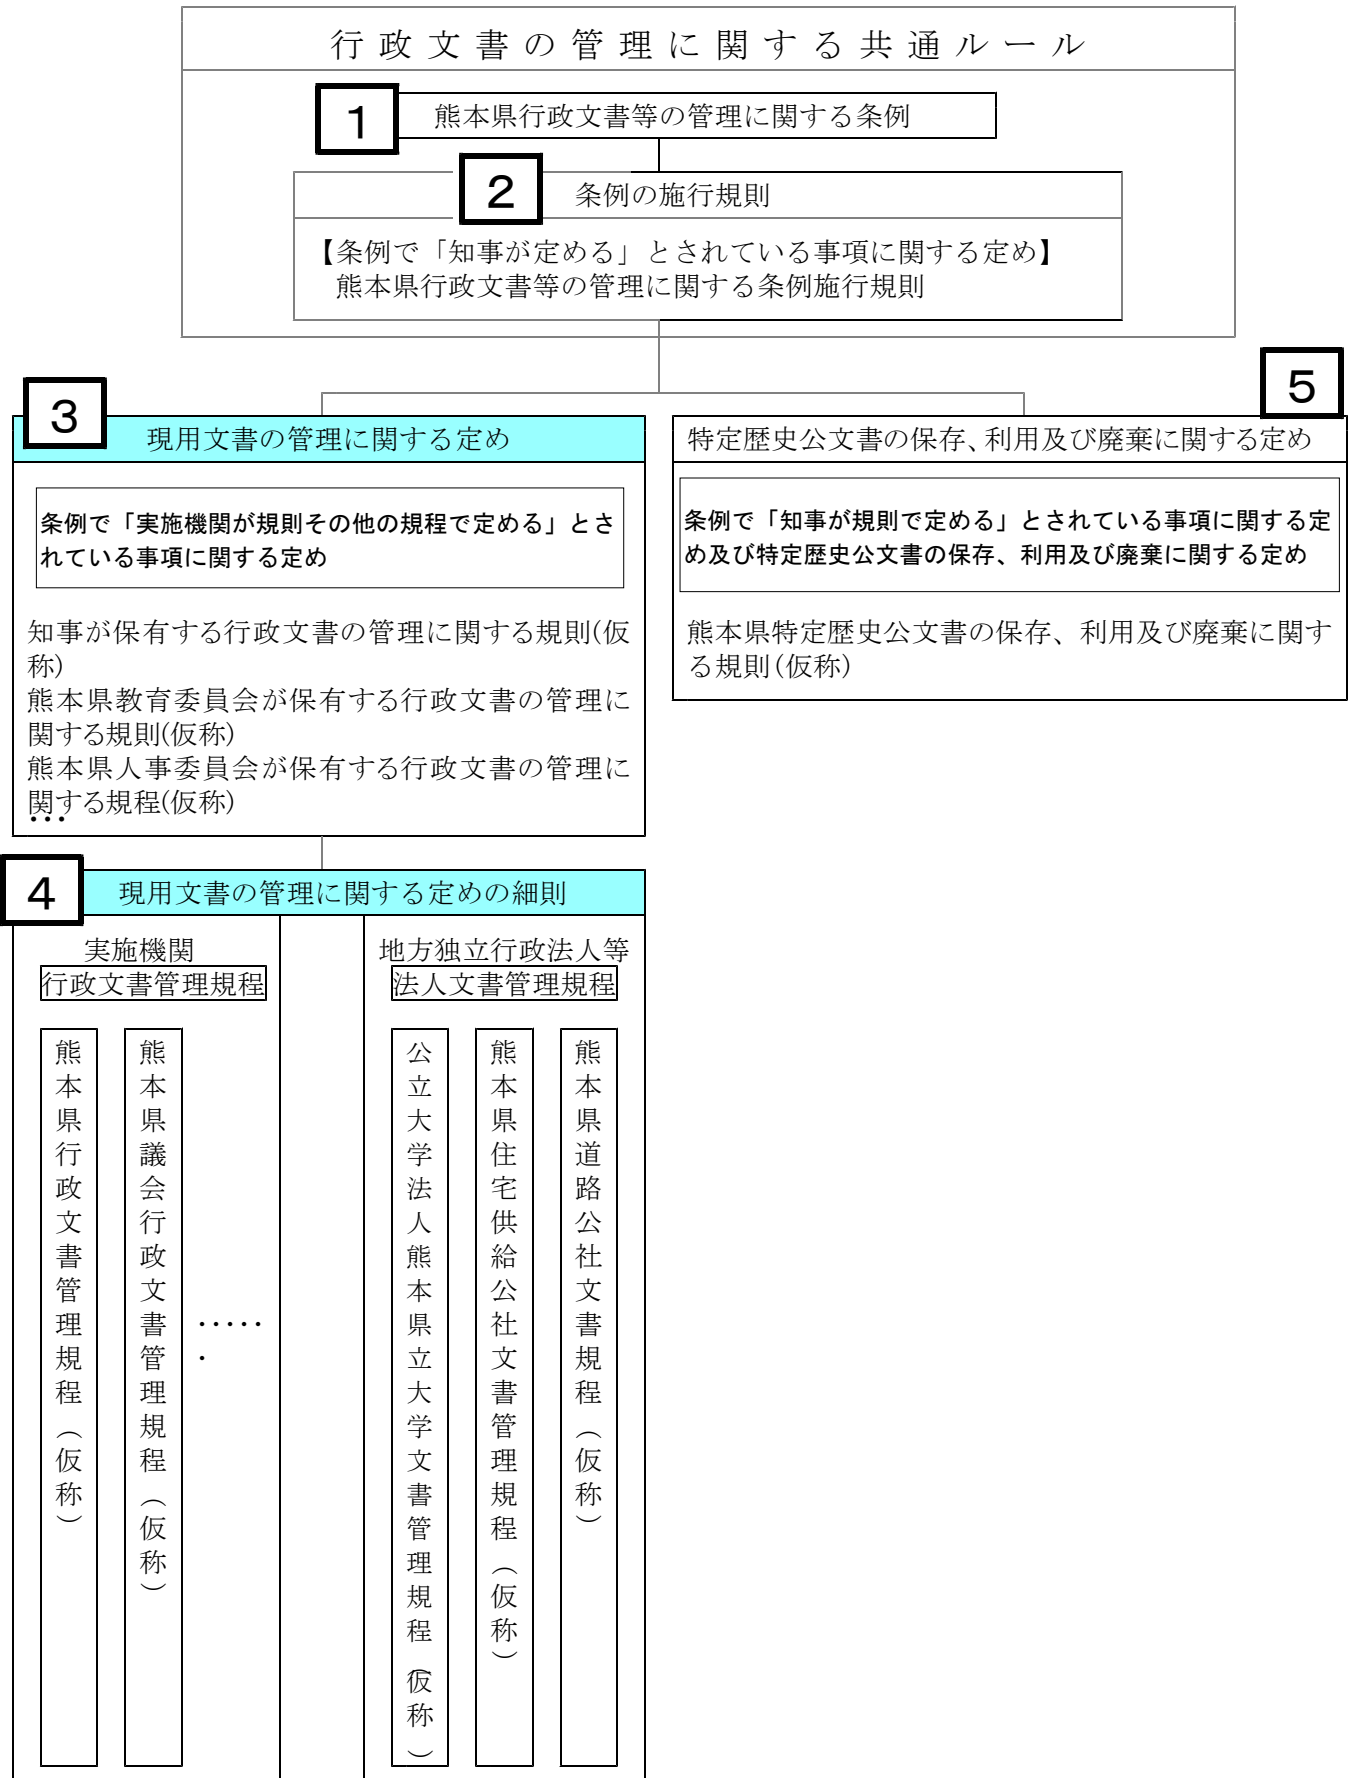 行政文書の管理に関する共通ルール
1
熊本県行政文書等の管理に関する条例
2
条例の施行規則
【条例で「知事が定める」とされている事項に関する定め】
熊本県行政文書等の管理に関する条例施行規則
3
現用文書の管理に関する定め
条例で「実施機関が規則その他の規程で定める」とさ
れている事項に関する定め
知事が保有する行政文書の管理に関する規則(仮
称)
熊本県教育委員会が保有する行政文書の管理に
関する規則(仮称)
熊本県人事委員会が保有する行政文書の管理に
関する規程(仮称)
・・・
5
特定歴史公文書の保存、利用及び廃棄に関する定め
条例で「知事が規則で定める」とされている事項に関する定
め及び特定歴史公文書の保存、利用及び廃棄に関する定め
熊本県特定歴史公文書の保存、利用及び廃棄に関す
る規則(仮称)
4
現用文書の管理に関する定めの細則
実施機関
行政文書管理規程
熊本県行政文書管理規程（仮称）
熊本県議会行政文書管理規程（仮称）
・・・・・
・
地方独立行政法人等
法人文書管理規程
公立大学法人熊本県立大学文書管理規程（仮称）
熊本県住宅供給公社文書管理規程（仮称）
熊本県道路公社文書規程（仮称）